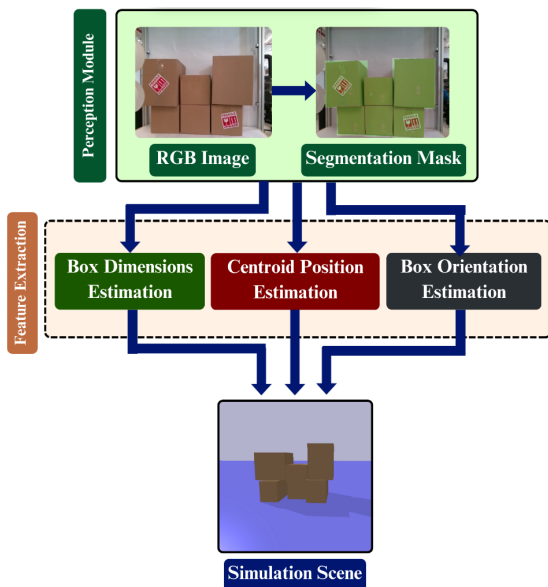 Perception Module
RGB Image
Segmentation Mask
Feature Extraction
Box Dimensions
Estimation
Centroid Position
Estimation
Box Orientation
Estimation
Simulation Scene